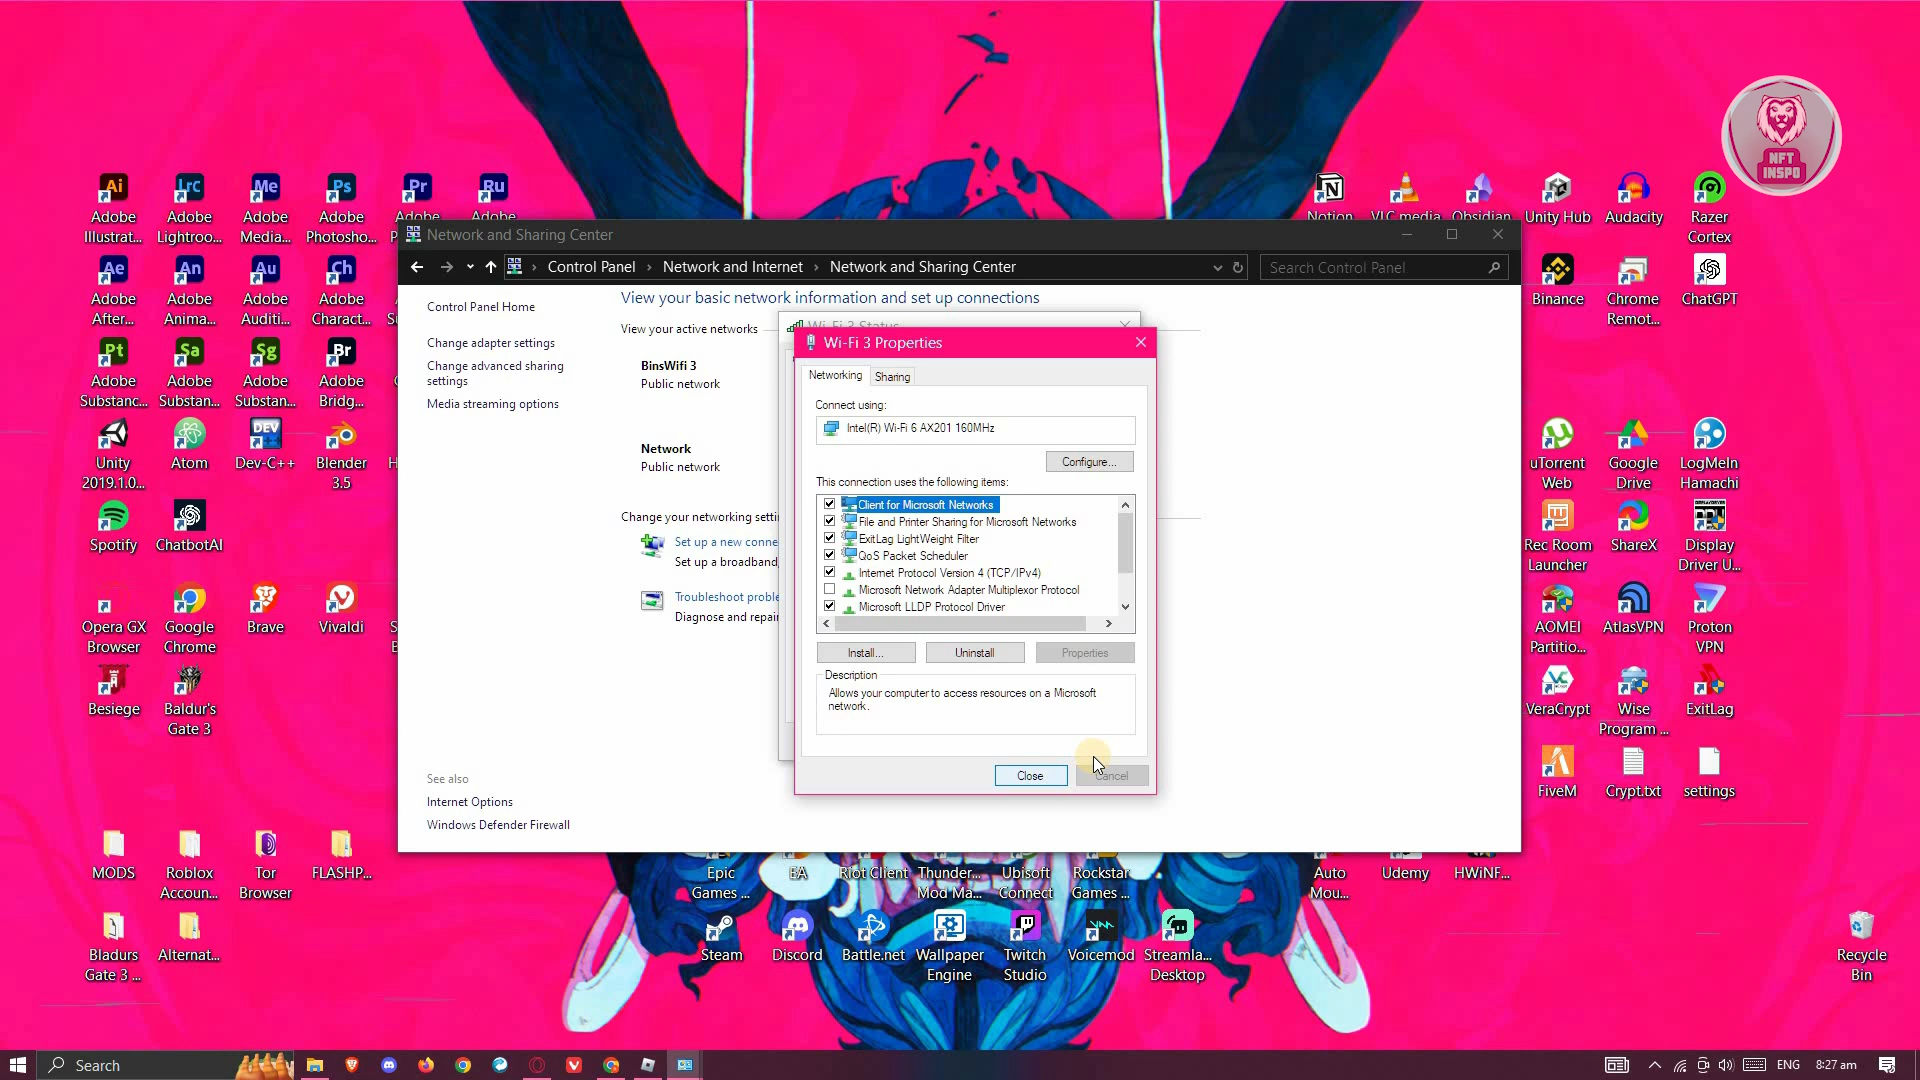 NFT
INSPO
Ai
Lrc
Me
Ps
Pr
Ru
Adobe
Illustrat...
Adobe
Lightroo...
Adobe
Media...
Adobe
Photosho...
Adobe
Adobe
Notion
VLC media
Obsidian
Unity Hub
Audacity
Razer
Cortex
Ae
An
Au
Ch
Adobe
After...
Adobe
Anima...
Adobe
Auditi...
Adobe
Charact...
Binance
Chrome
Remot...
ChatGPT
Pt
Sa
Sg
Br
Adobe
Substanc...
Adobe
Substan...
Adobe
Substan...
Adobe
Bridg...
DEV
Unity
2019.1.0...
Atom
Dev-C++
Blender
3.5
uTorrent
Web
Google
Drive
LogMeIn
Hamachi
Spotify
ChatbotAI
Rec Room
Launcher
ShareX
Display
Driver U...
Opera GX
Browser
Google
Chrome
Brave
Vivaldi
AOMEI
Partitio...
AtlasVPN
Proton
VPN
Besiege
Baldur's
Gate 3
VeraCrypt
Wise
Program ...
ExitLag
FiveM
Crypt.txt
settings
Network and Sharing Center
Control Panel
Network and Internet
Network and Sharing Center
Search Control Panel
Control Panel Home
Change adapter settings
Change advanced sharing
settings
Media streaming options
See also
Internet Options
Windows Defender Firewall
View your basic network information and set up connections
View your active networks
BinsWifi 3
Public network
Network
Public network
Change your networking setti
Set up a new conne
Set up a broadband,
Troubleshoot proble
Diagnose and repai
Wi-Fi 3 Status
Wi-Fi 3 Properties
Networking
Sharing
Connect using:
Intel(R) Wi-Fi 6 AX201 160MHz
Configure...
This connection uses the following items:
Client for Microsoft Networks
File and Printer Sharing for Microsoft Networks
ExitLag LightWeight Filter
QoS Packet Scheduler
Internet Protocol Version 4 (TCP/IPv4)
Microsoft Network Adapter Multiplexor Protocol
Microsoft LLDP Protocol Driver
Install...
Uninstall
Properties
Description
Allows your computer to access resources on a Microsoft
network.
Close
Cancel
MODS
Roblox
Accoun...
Tor
Browser
FLASHP...
Epic
Games ...
EA
Riot Client
Thunder...
Mod Ma...
Ubisoft
Connect
Rockstar
Games ...
Auto
Mou...
Udemy
HWiNF...
Bladurs
Gate 3 ...
Alternat...
Steam
Discord
Battle.net
Wallpaper
Engine
Twitch
Studio
Voicemod
Streamla...
Desktop
Recycle
Bin
Search
ENG
8:27 am